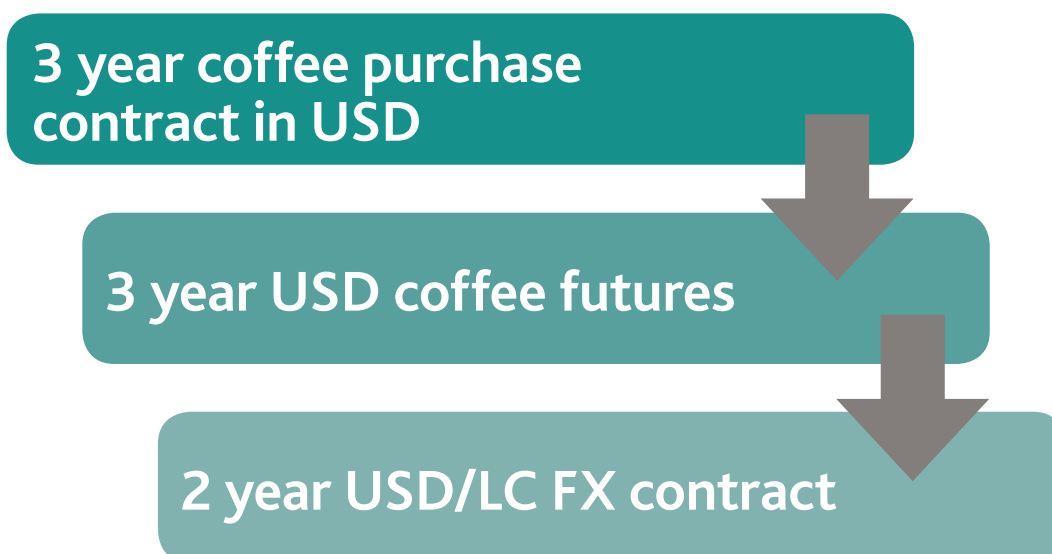 3 year coffee purchase
contract in USD
3 year USD coffee futures
2 year USD/LC FX contract